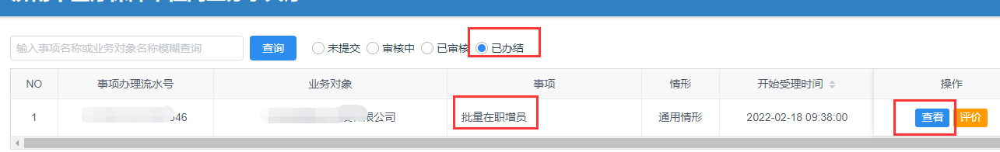 输入事项名称或业务对象名称模糊查询 查询 未提交 审核中 已审核 已办结
NO 事项办理流水号 业务对象 事项 情形 开始受理时间 操作
1 046 限公司 批量在职增员 通用情形 2022-02-18 09:38:00 查看 评价